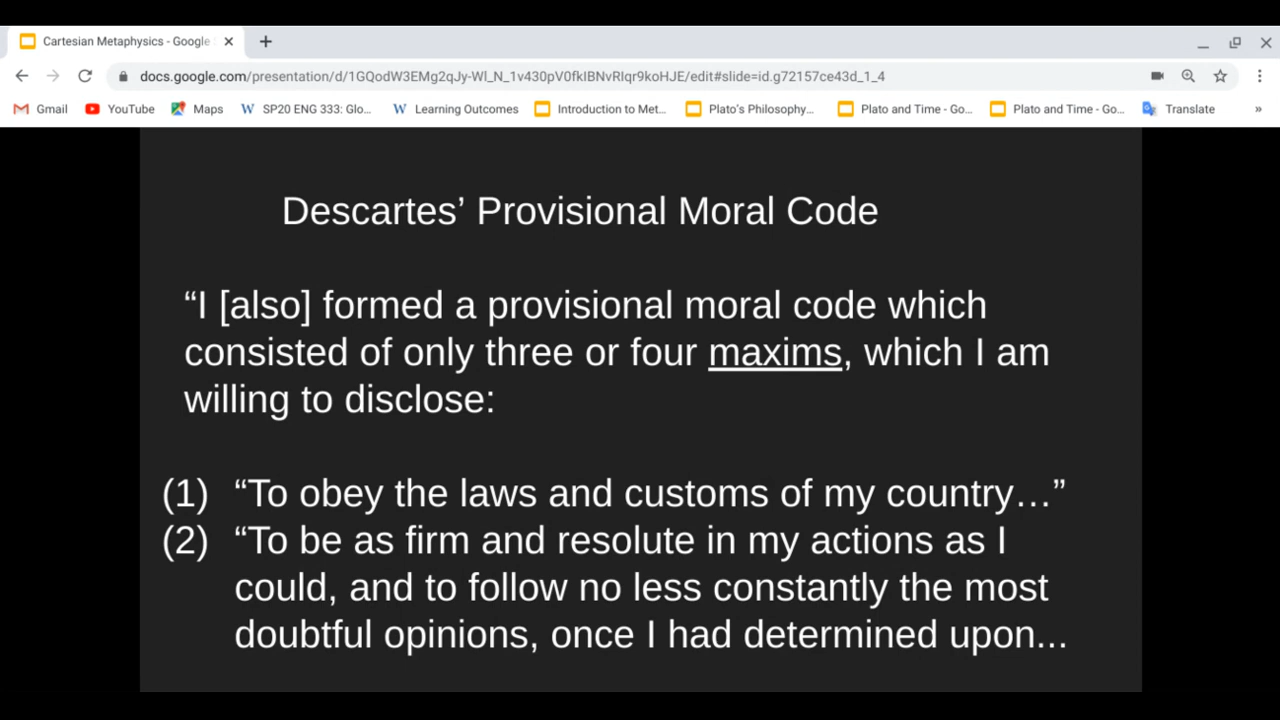 Cartesian Metaphysics - Google
docs.google.com/presentation/d/1GQodW3EMg2qJy-Wl_N_1v430pV0fkIBNvRIqr9koHJE/edit#slide=id.g72157ce43d_1_4
Gmail YouTube Maps SP20 ENG 333: Glo... Learning Outcomes Introduction to Met... Plato's Philosophy... Plato and Time - Go... Plato and Time - Go... Translate »
Descartes’ Provisional Moral Code
“I [also] formed a provisional moral code which
consisted of only three or four maxims, which I am
willing to disclose:
(1) “To obey the laws and customs of my country…”
(2) “To be as firm and resolute in my actions as I
could, and to follow no less constantly the most
doubtful opinions, once I had determined upon...